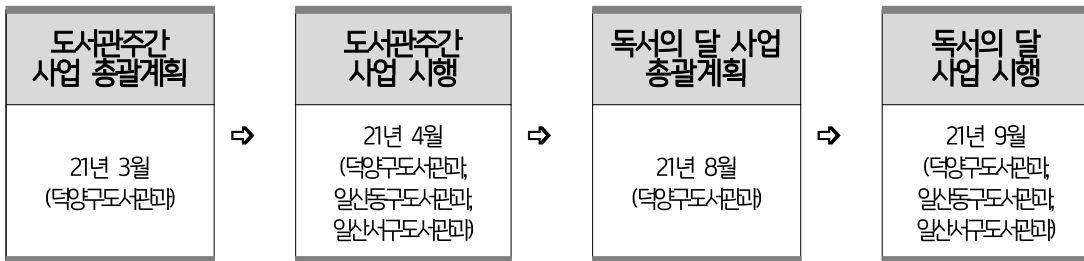 도서관주간
사업 총괄계획
21년 3월
(덕양구도서관과)
➩
도서관주간
사업 시행
21년 4월
(덕양구도서관과,
일산동구도서관과,
일산서구도서관과)
➩
독서의 달 사업
총괄계획
21년 8월
(덕양구도서관과)
➩
독서의 달
사업 시행
21년 9월
(덕양구도서관과,
일산동구도서관과,
일산서구도서관과)